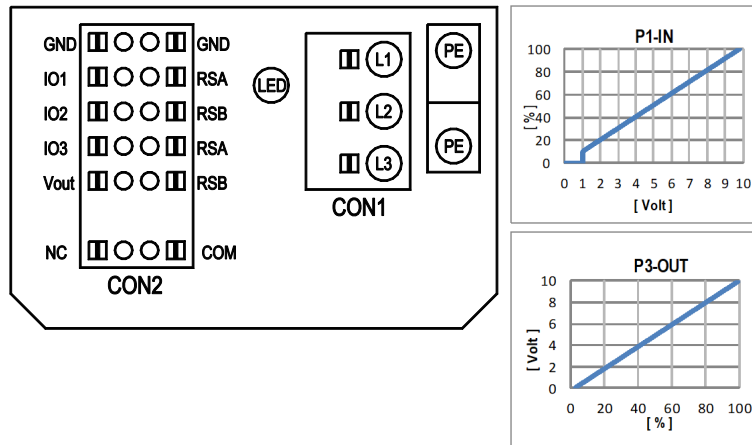 GND GND
IO1 RSA
IO2 RSB
IO3 RSA
Vout RSB
NC COM
CON2
LED
L1
L2
L3
CON1
PE
PE
P1-IN
100
80
60
40
20
0
[ % ]
0 1 2 3 4 5 6 7 8 9 10
[ Volt ]
P3-OUT
10
8
6
4
2
0
[ Volt ]
0 20 40 60 80 100
[ % ]